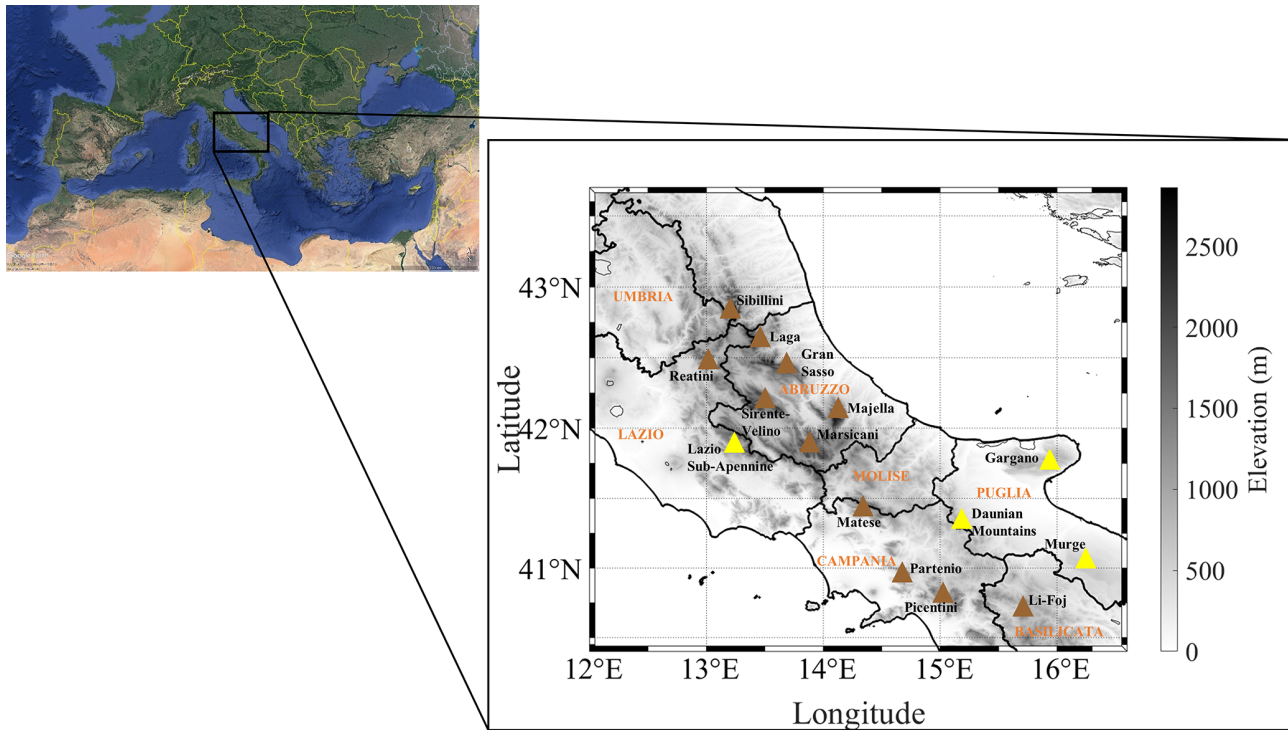 43°N
42°N
41°N
12°E
13°E
14°E
15°E
16°E
Latitude
Longitude
UMBRIA
Sibillini
Laga
Gran
Sasso
Reatini
ABRUZZO
Majella
Sirente-
Velino
LAZIO
Marsicani
Lazio
Sub-Apennine
Gargano
MOLISE
PUGLIA
Matese
Daunian
Mountains
Murge
CAMPANIA
Partenio
Picentini
Li-Foj
BASILICATA
2500
2000
1500
1000
500
0
Elevation (m)